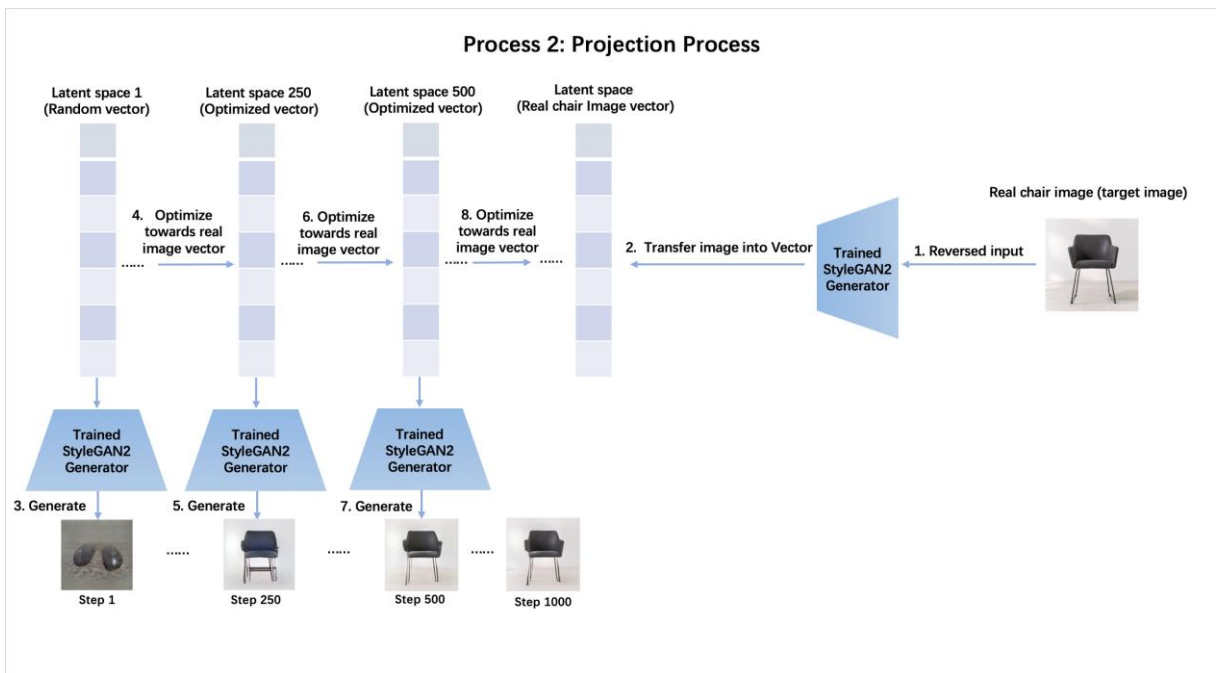 Process 2: Projection Process
Latent space 1
(Random vector)
Latent space 250
(Optimized vector)
Latent space 500
(Optimized vector)
Latent space
(Real chair Image vector)
4. Optimize
towards real
image vector
......
6. Optimize
towards real
image vector
......
8. Optimize
towards real
image vector
......
......
2. Transfer image into Vector
Trained
StyleGAN2
Generator
1. Reversed input
Real chair image (target image)
Trained
StyleGAN2
Generator
Trained
StyleGAN2
Generator
Trained
StyleGAN2
Generator
3. Generate
5. Generate
7. Generate
......
......
......
Step 1
Step 250
Step 500
Step 1000